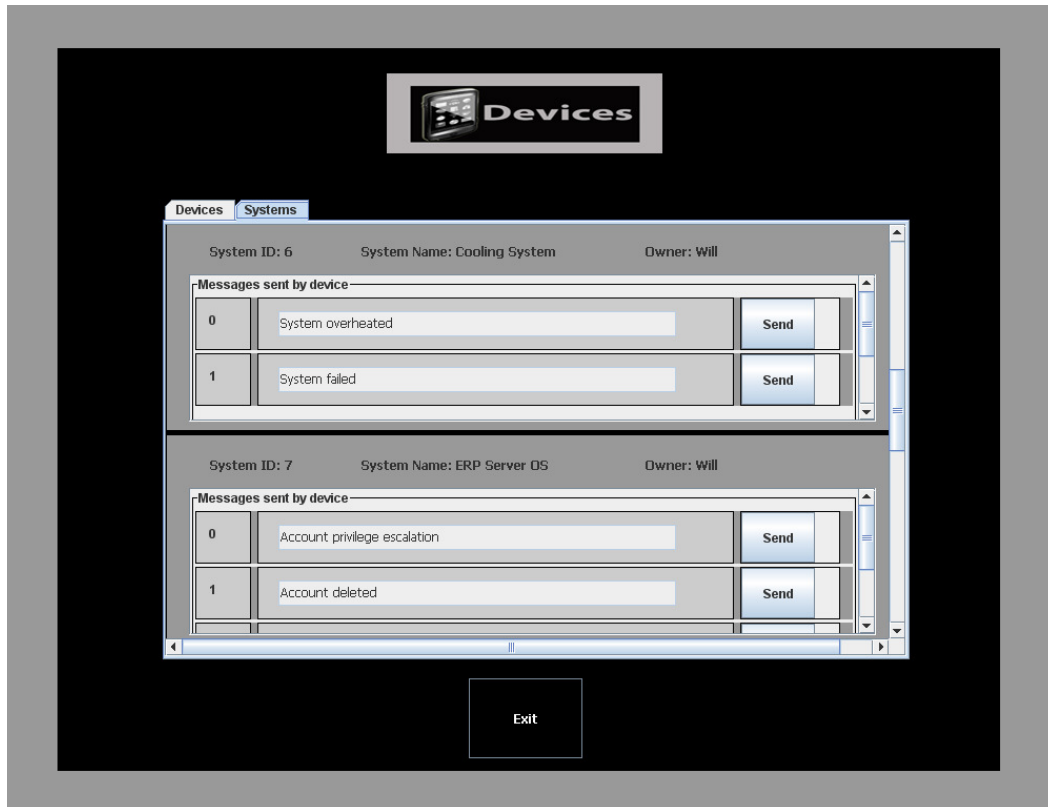 Devices
Devices Systems
System ID: 6 System Name: Cooling System Owner: Will
Messages sent by device
0 System overheated Send
1 System failed Send
System ID: 7 System Name: ERP Server OS Owner: Will
Messages sent by device
0 Account privilege escalation Send
1 Account deleted Send
Exit